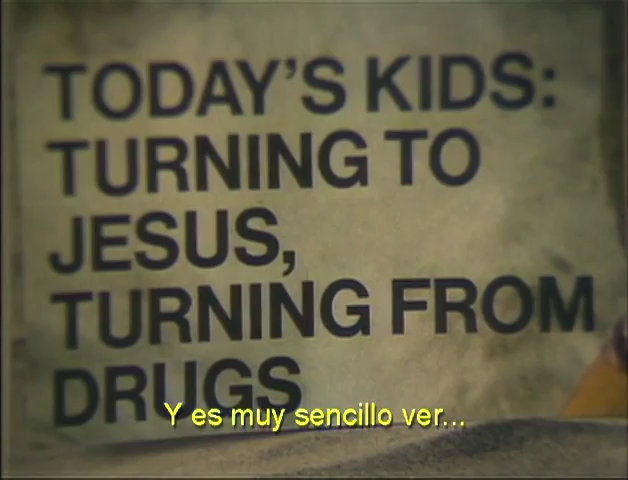 TODAY'S KIDS:
TURNING TO
JESUS,
TURNING FROM
DRUGS
Y es muy sencillo ver...